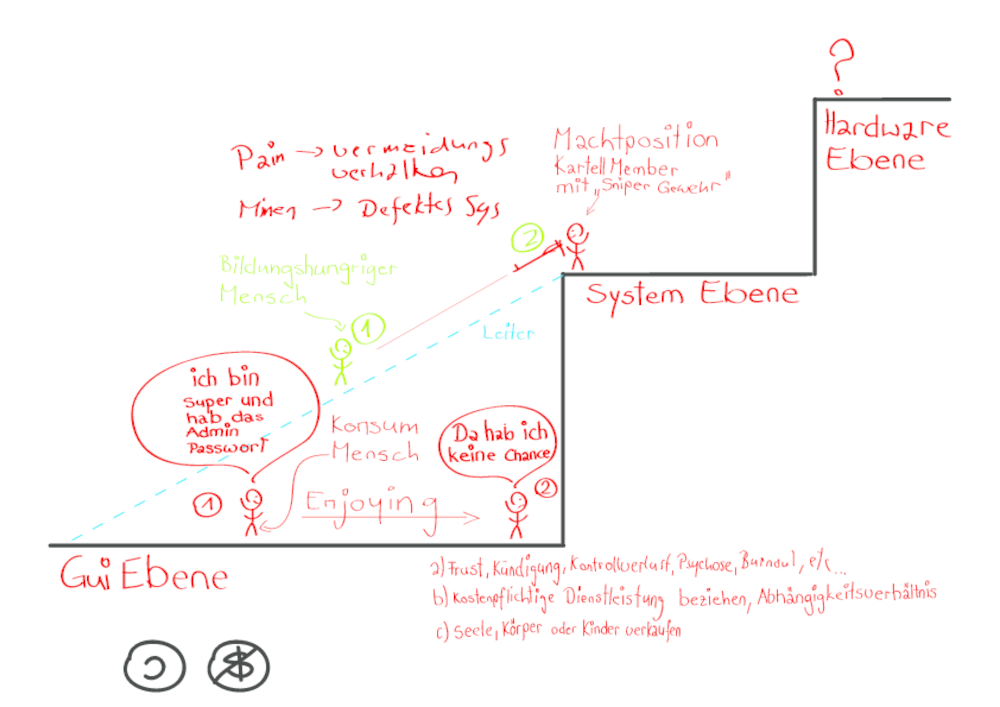 ?
Hardware
Ebene
Pain -> vermeidungs
verhalten
Minen -> Defektes Sys
Machtposition
Kartell Member
mit „Sniper Gewehr"
2
System Ebene
Bildungshungriger
Mensch
1
Leiter
ich bin
Super und
hab das
Admin
Passwort
Konsum
Mensch
Da hab ich
keine Chance
1
Enjoying
2
Gui Ebene
a) Frust, Kündigung, Kontrollverlust, Psychose, Burnout, etc...
b) Kostenpflichtige Dienstleistung beziehen, Abhängigkeitsverhältnis
c) Seele, Körper oder Kinder verkaufen